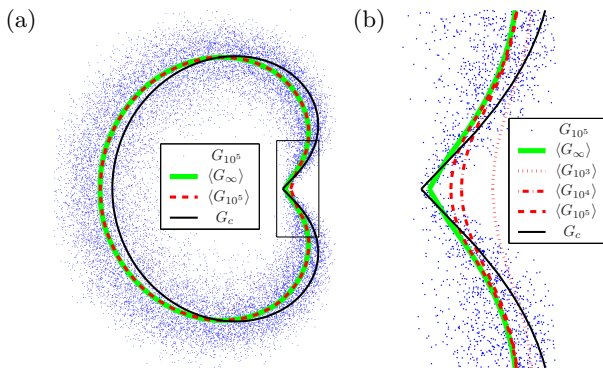 (a)
G_{10^5}
⟨G_∞⟩
⟨G_{10^5}⟩
G_c
(b)
G_{10^5}
⟨G_∞⟩
⟨G_{10^3}⟩
⟨G_{10^4}⟩
⟨G_{10^5}⟩
G_c